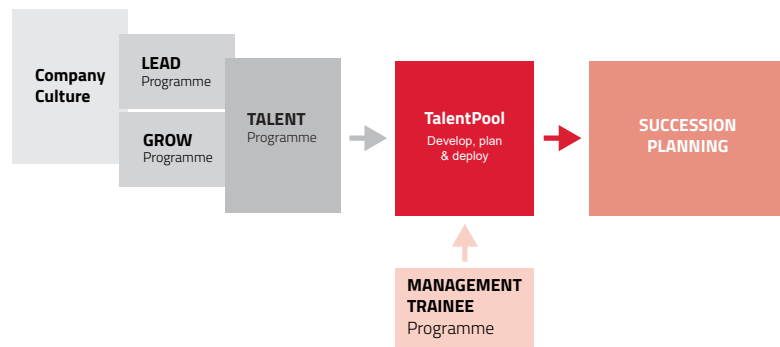 Company
Culture
LEAD
Programme
GROW
Programme
TALENT
Programme
TalentPool
Develop, plan
& deploy
SUCCESSION
PLANNING
MANAGEMENT
TRAINEE
Programme